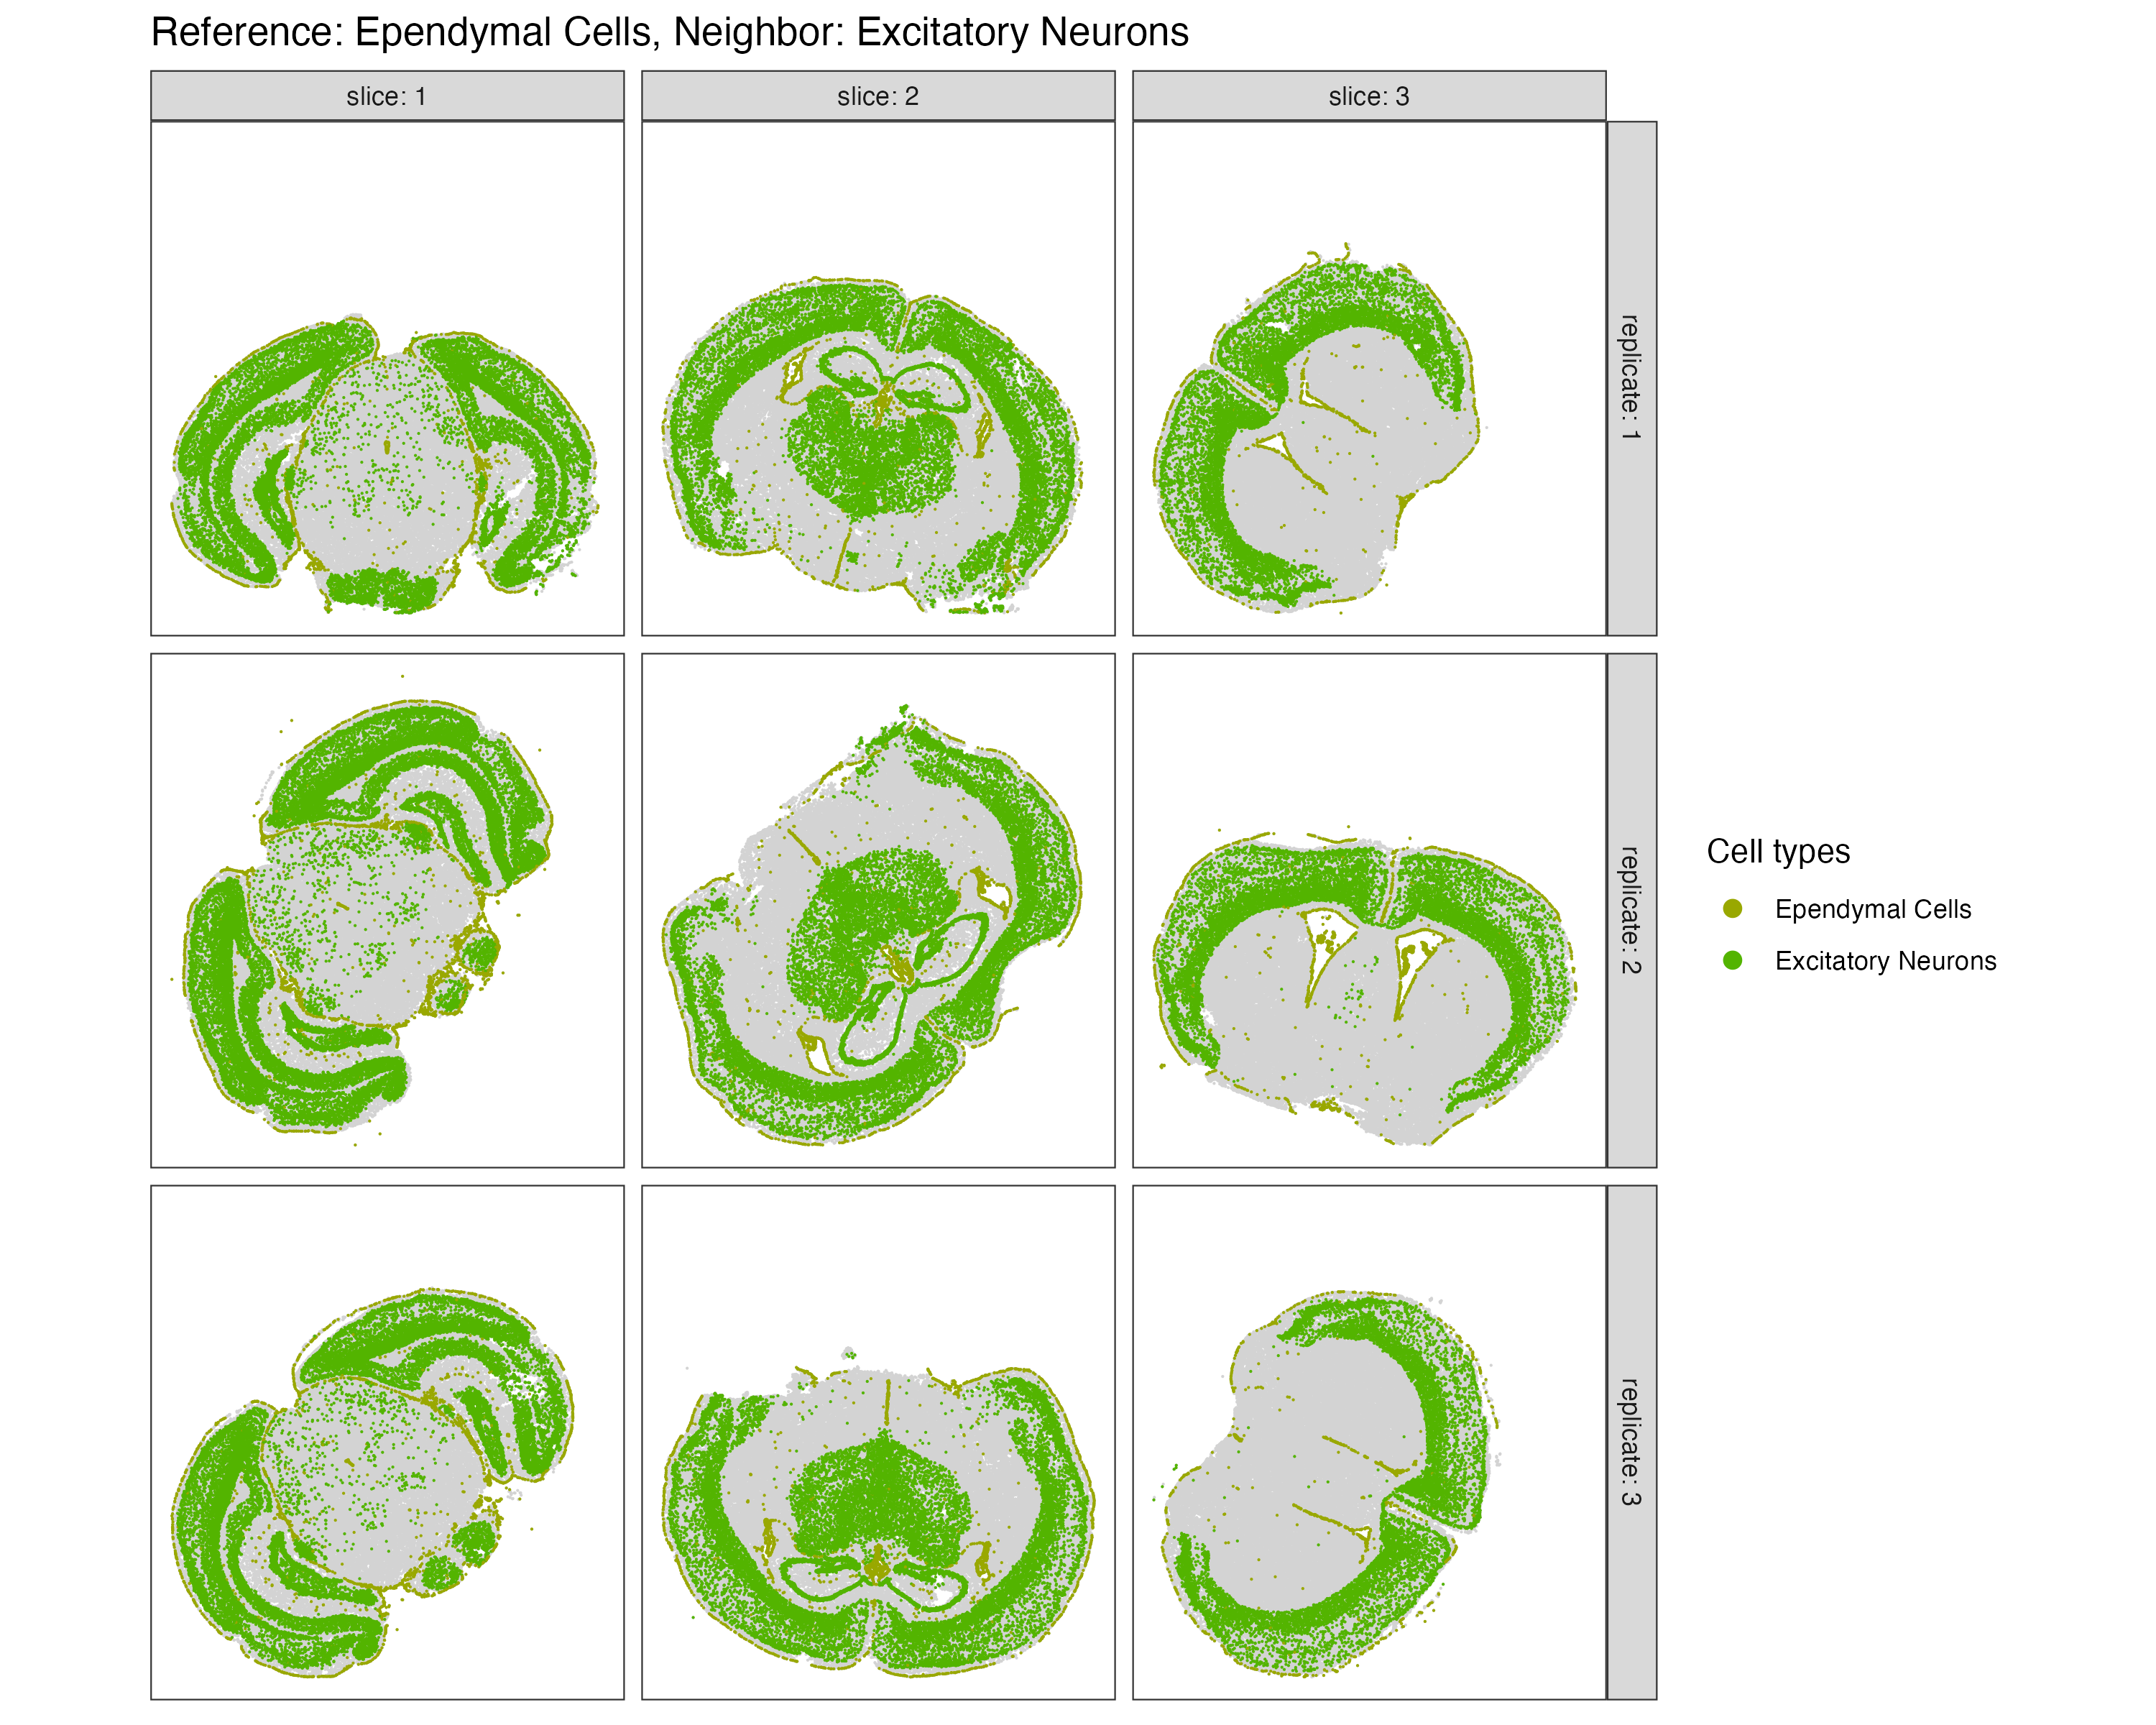 Reference: Ependymal Cells, Neighbor: Excitatory Neurons
slice: 1
slice: 2
slice: 3
replicate: 1
replicate: 2
replicate: 3
Cell types
Ependymal Cells
Excitatory Neurons